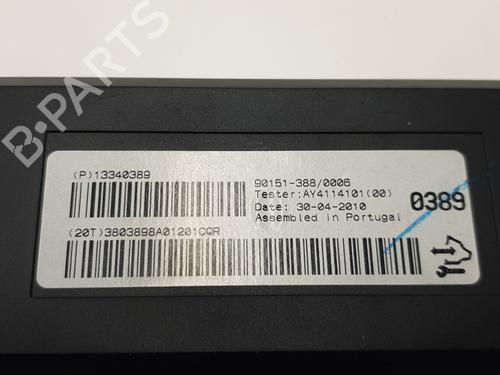 B-PARTS
(P)13340389
90151-388/0006
Tester:AY4114101(00)
Date: 30-04-2010
Assembled in Portugal
0389
(20T)3803898A01201CQR